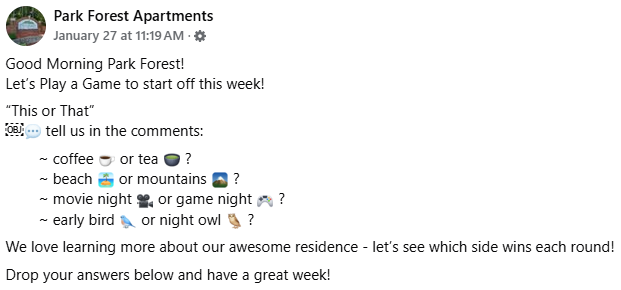 Park Forest Apartments
January 27 at 11:19 AM ·
Good Morning Park Forest!
Let's Play a Game to start off this week!
"This or That"
OBJ 💬 tell us in the comments:
~ coffee ☕ or tea 🍵 ?
~ beach 🏝️ or mountains 🏔️ ?
~ movie night 🎥 or game night 🎮 ?
~ early bird 🐦 or night owl 🦉 ?
We love learning more about our awesome residence - let's see which side wins each round!
Drop your answers below and have a great week!